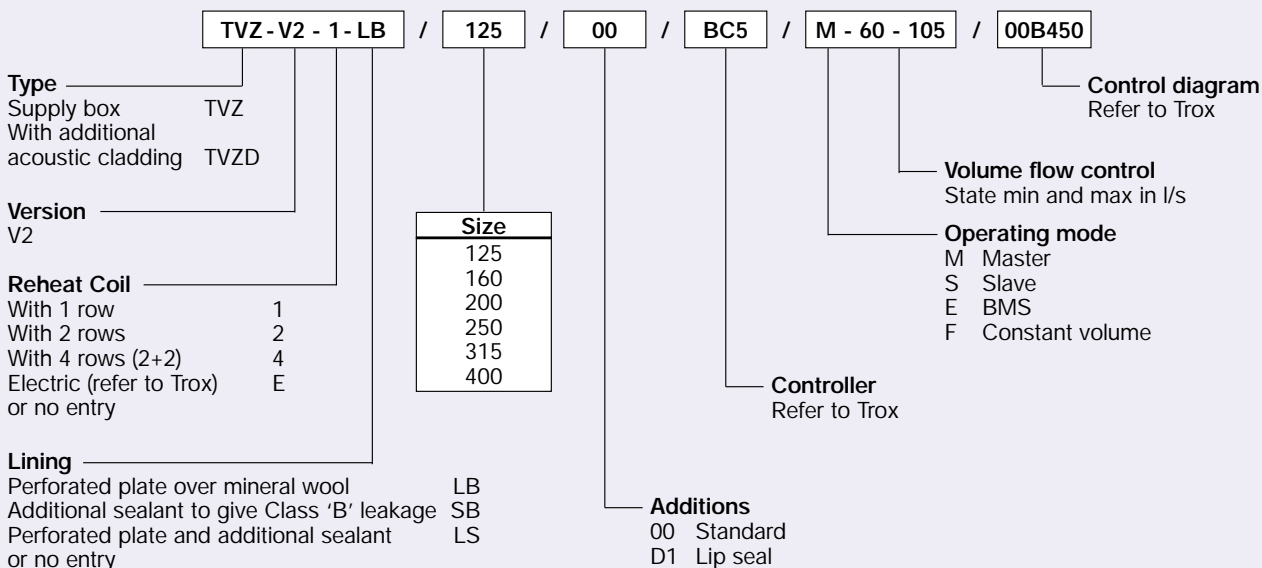 TVZ - V2 - 1 - LB / 125 / 00 / BC5 / M - 60 - 105 / 00B450
Type
Supply box TVZ
With additional
acoustic cladding TVZD
Version
V2
Reheat Coil
With 1 row 1
With 2 rows 2
With 4 rows (2+2) 4
Electric (refer to Trox) E
or no entry
Lining
Perforated plate over mineral wool LB
Additional sealant to give Class ‘B’ leakage SB
Perforated plate and additional sealant LS
or no entry
Size
125
160
200
250
315
400
Additions
00 Standard
D1 Lip seal
Controller
Refer to Trox
Operating mode
M Master
S Slave
E BMS
F Constant volume
Volume flow control
State min and max in l/s
Control diagram
Refer to Trox